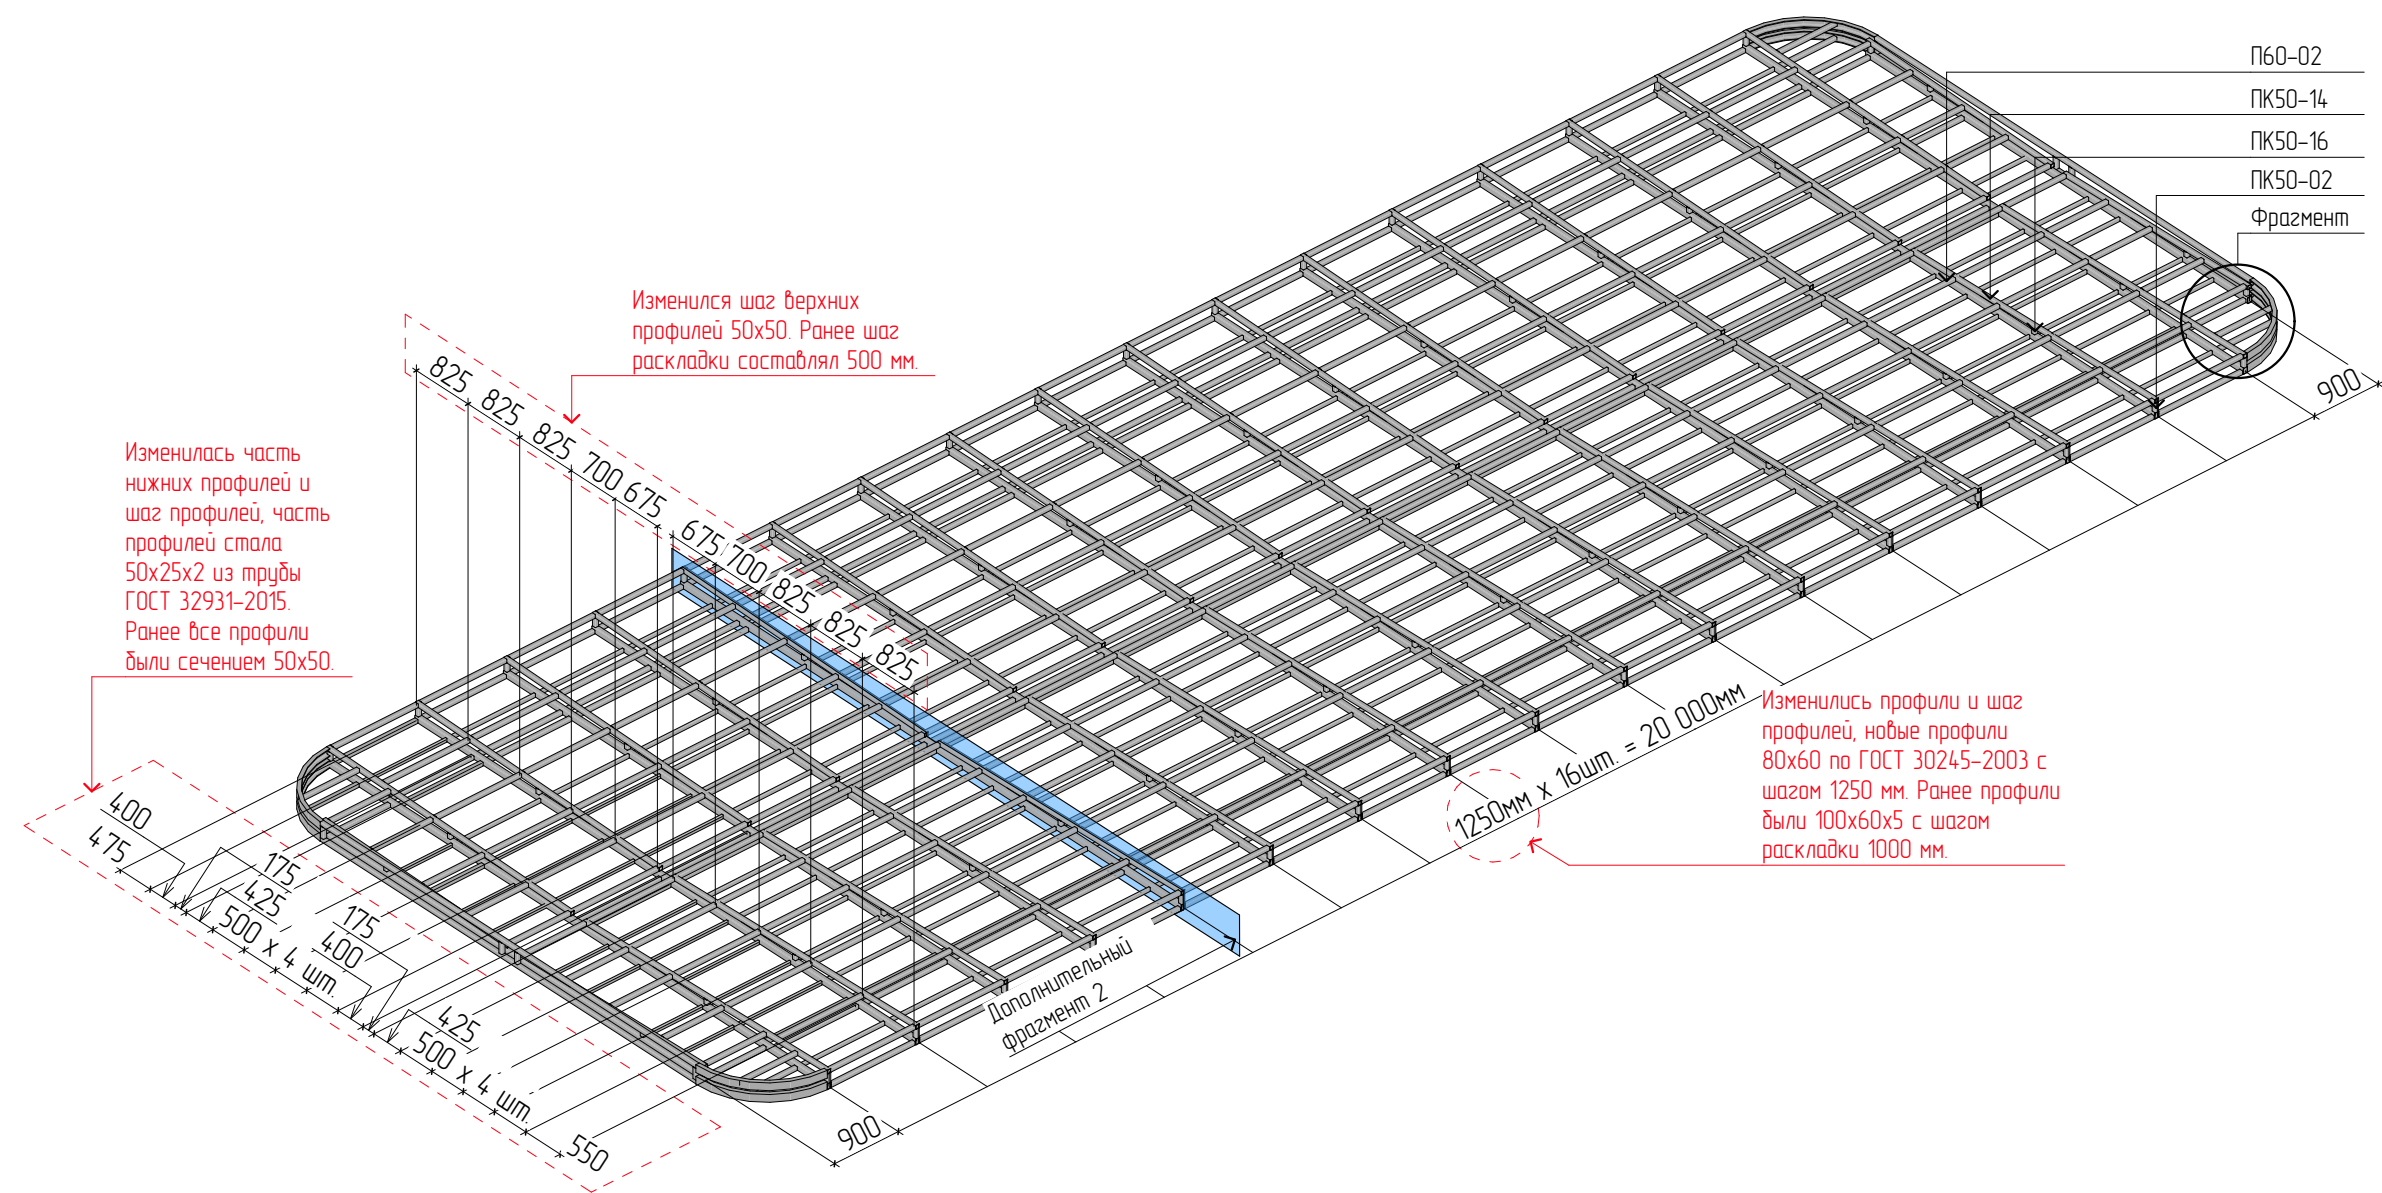 П60-02
ПК50-14
ПК50-16
ПК50-02
Фрагмент
900
Изменился шаг верхних
профилей 50х50. Ранее шаг
раскладки составлял 500 мм.
825
825
825
700
675
675
700
825
825
825
Изменилась часть
нижних профилей и
шаг профилей, часть
профилей стала
50х25х2 из трубы
ГОСТ 32931-2015.
Ранее все профили
были сечением 50х50.
400
475
175
425
500 х 4 шт.
175
400
425
500 х 4 шт.
550
900
Дополнительный
фрагмент 2
1250мм х 16шт. = 20 000мм
Изменились профили и шаг
профилей, новые профили
80х60 по ГОСТ 30245-2003 с
шагом 1250 мм. Ранее профили
были 100х60х5 с шагом
раскладки 1000 мм.